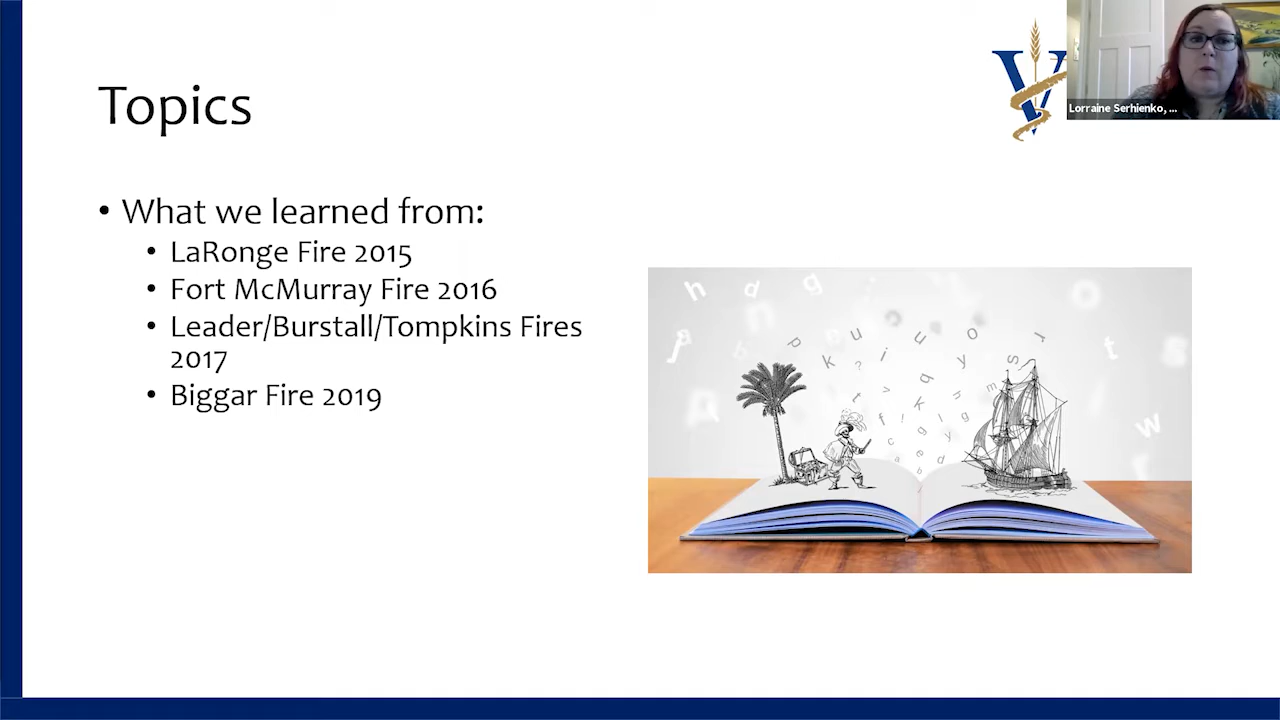 Topics
Lorraine Serhienko, ...
• What we learned from:
• LaRonge Fire 2015
• Fort McMurray Fire 2016
• Leader/Burstall/Tompkins Fires
2017
• Biggar Fire 2019